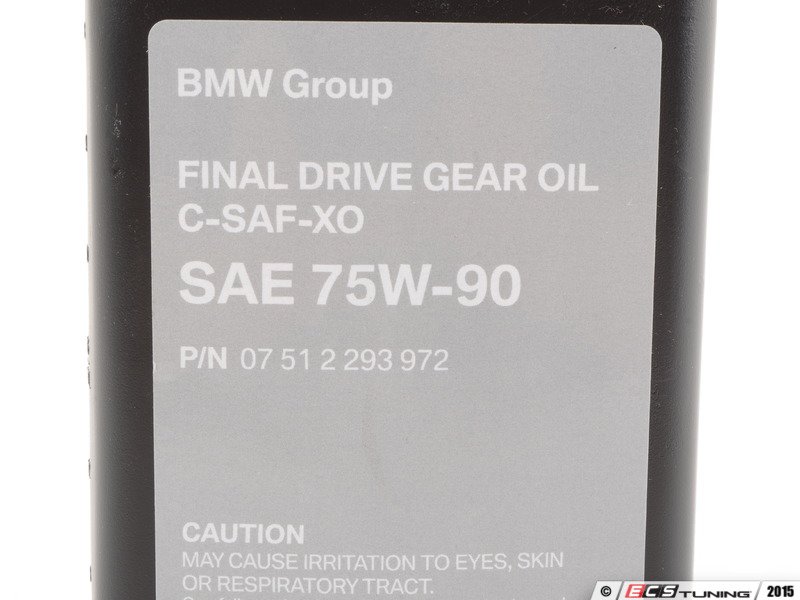 BMW Group
FINAL DRIVE GEAR OIL
C-SAF-XO
SAE 75W-90
P/N 07 51 2 293 972
CAUTION
MAY CAUSE IRRITATION TO EYES, SKIN
OR RESPIRATORY TRACT.
© ECS TUNING / 2015